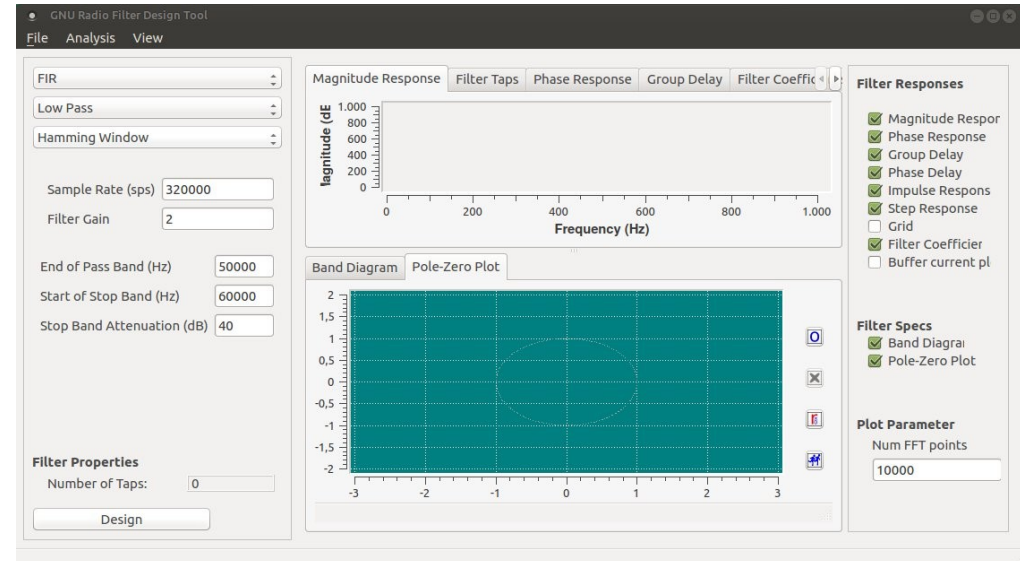 GNU Radio Filter Design Tool
File Analysis View
FIR
Low Pass
Hamming Window
Sample Rate (sps) 320000
Filter Gain 2
End of Pass Band (Hz) 50000
Start of Stop Band (Hz) 60000
Stop Band Attenuation (dB) 40
Filter Properties
Number of Taps: 0
Design
Magnitude Response Filter Taps Phase Response Group Delay Filter Coeffic
1.000
800
600
400
200
0
Magnitude (dB
0 200 400 600 800 1.000
Frequency (Hz)
Band Diagram Pole-Zero Plot
2
1,5
1
0,5
0
-0,5
-1
-1,5
-2
-3 -2 -1 0 1 2 3
Filter Responses
Magnitude Respor
Phase Response
Group Delay
Phase Delay
Impulse Respons
Step Response
Grid
Filter Coefficier
Buffer current pl
Filter Specs
Band Diagra
Pole-Zero Plot
Plot Parameter
Num FFT points
10000